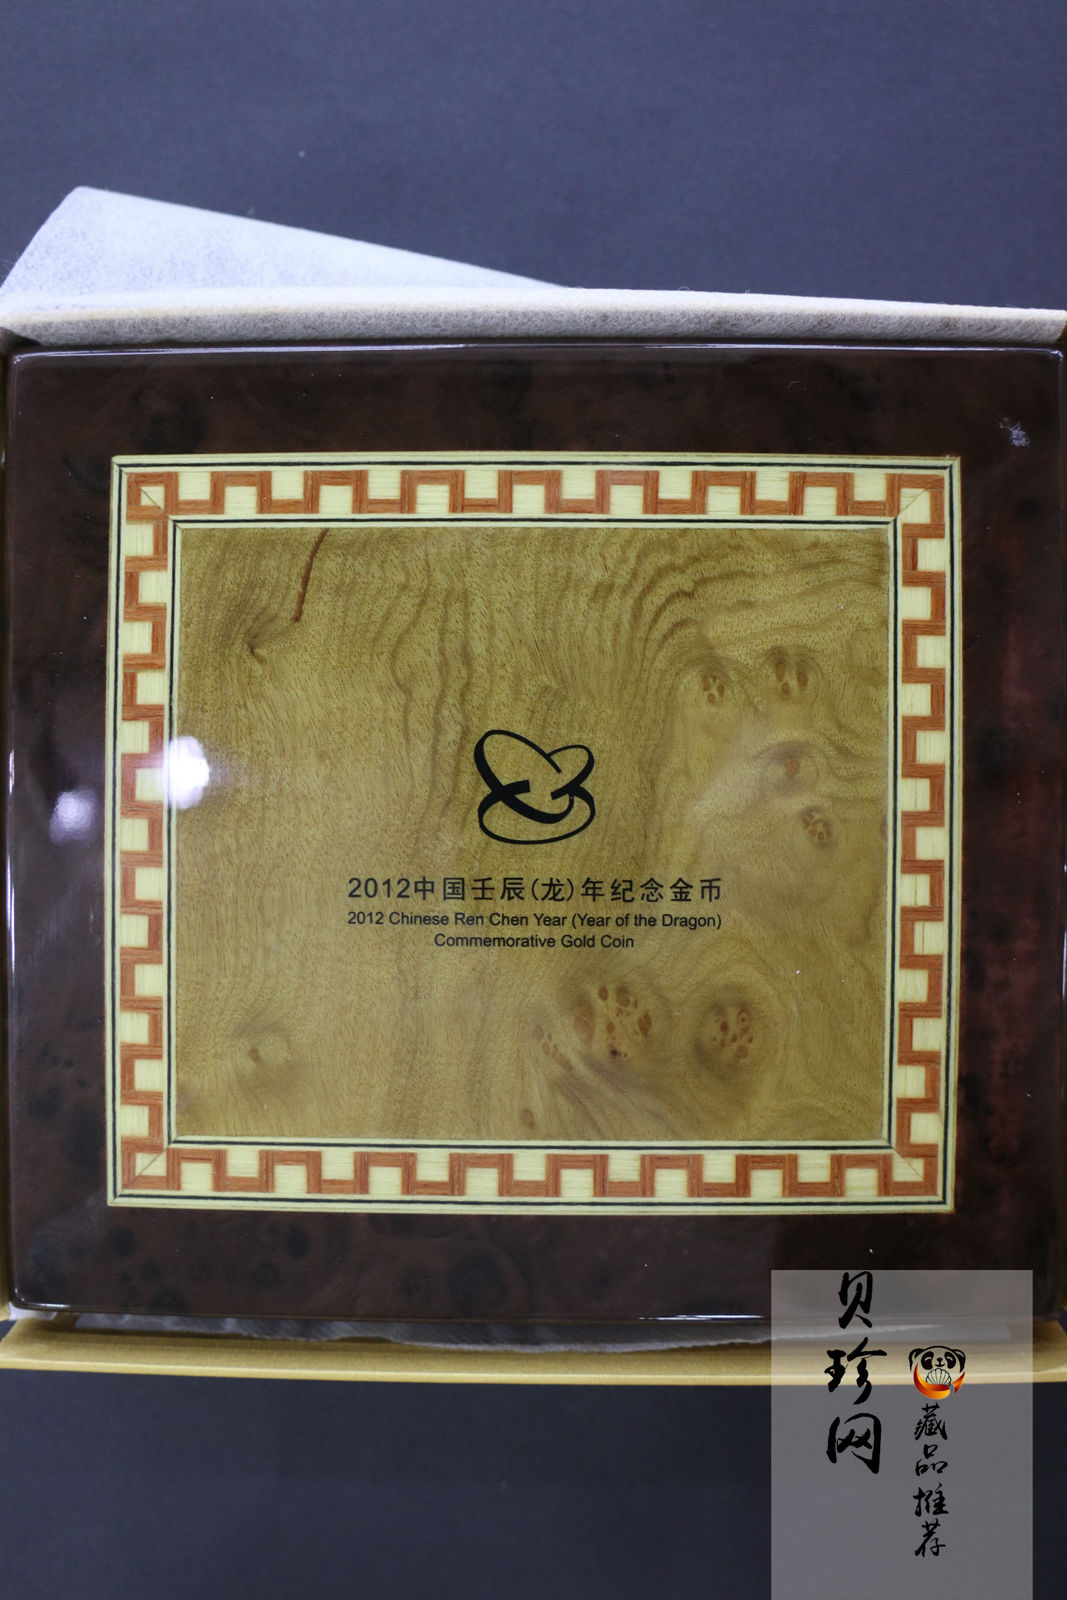 2012中国壬辰(龙)年纪念金币
2012 Chinese Ren Chen Year (Year of the Dragon)
Commemorative Gold Coin
贝珍网
藏品推荐